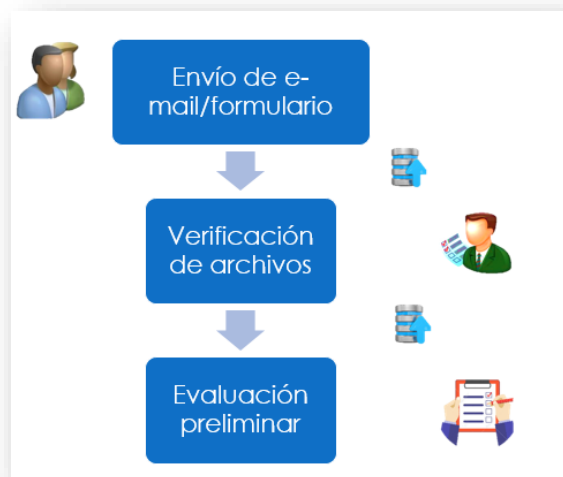 Envío de e-
mail/formulario
Verificación
de archivos
Evaluación
preliminar